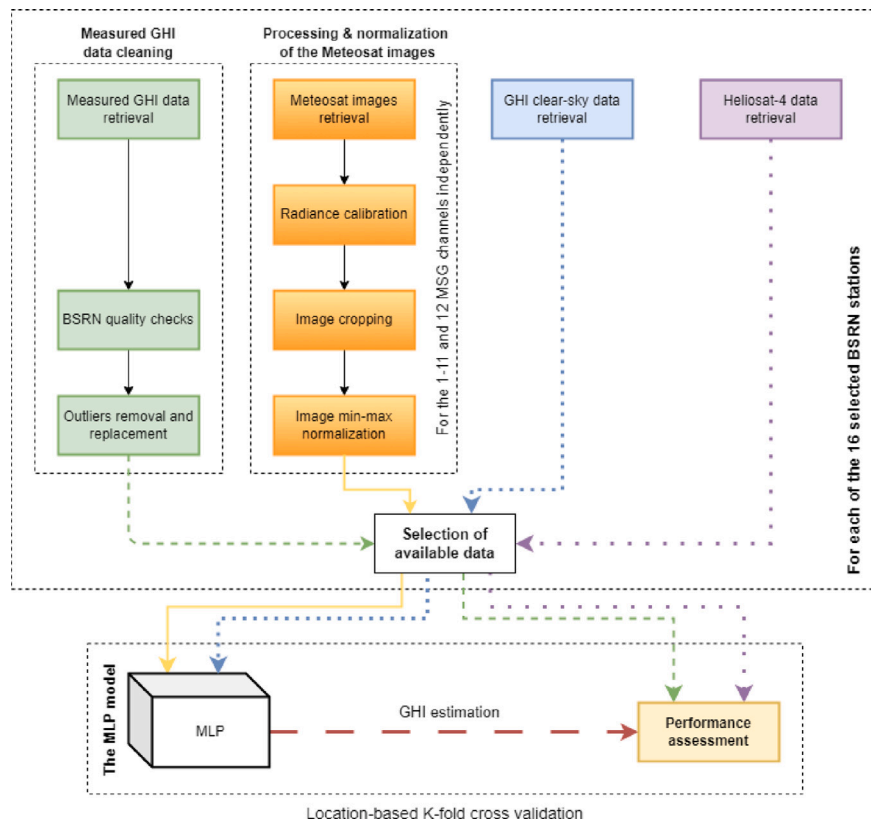 Measured GHI
data cleaning
Processing & normalization
of the Meteosat images
Measured GHI data
retrieval
Meteosat images
retrieval
GHI clear-sky data
retrieval
Heliosat-4 data
retrieval
Radiance calibration
BSRN quality checks
Image cropping
Outliers removal and
replacement
Image min-max
normalization
For the 1-11 and 12 MSG channels independently
For each of the 16 selected BSRN stations
Selection of
available data
The MLP model
MLP
GHI estimation
Performance
assessment
Location-based K-fold cross validation